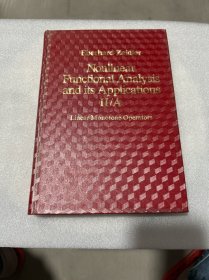 Eberhard Zeidler
Nonlinear
Functional Analysis
and its Applications
II/A
Linear Monotone Operators